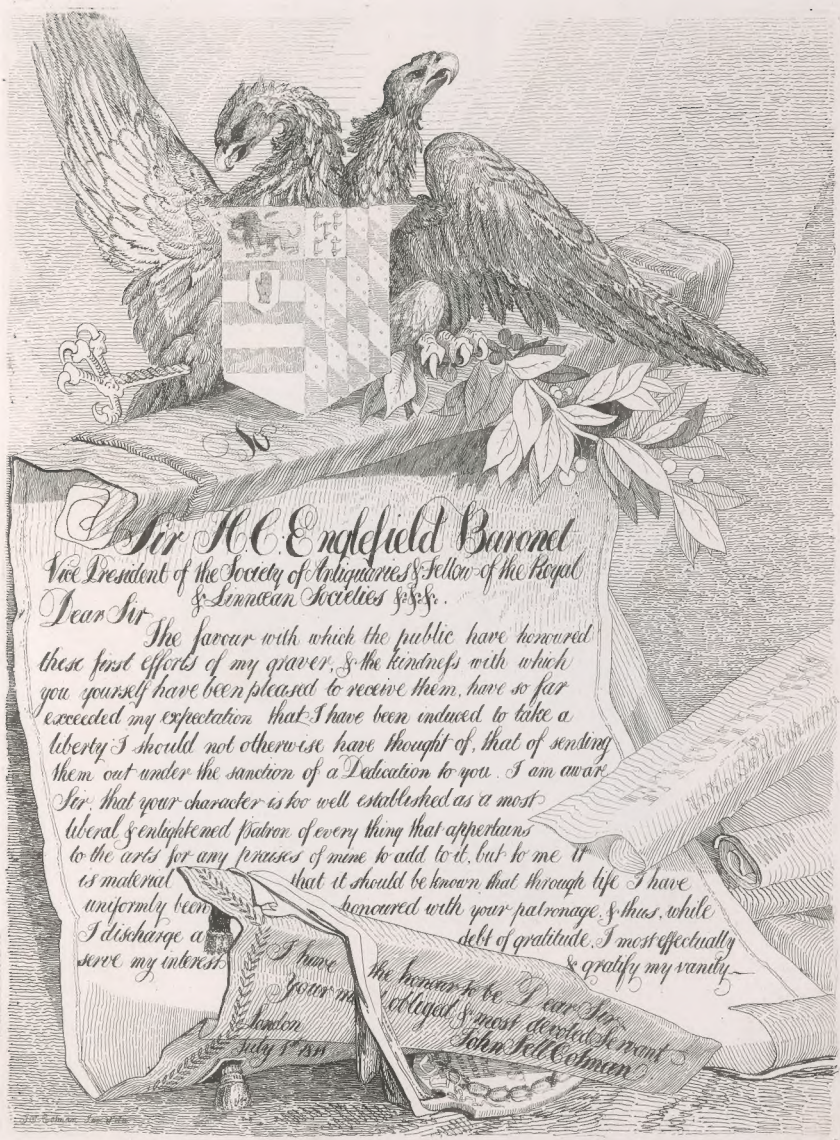 To
Sir H.C. Englefield Baronet
Vice President of the Society of Antiquaries & Fellow of the Royal
& Linnæan Societies &&&.
Dear Sir
The favour with which the public have honoured
these first efforts of my graver, & the kindness with which
you yourself have been pleased to receive them, have so far
exceeded my expectation that I have been induced to take a
liberty I should not otherwise have thought of, that of sending
them out under the sanction of a Dedication to you. I am aware
Sir, that your character is too well established as a most
liberal & enlightened Patron of every thing that appertains
to the arts for any praises of mine to add to it, but to me it
is material that it should be known that through life I have
uniformly been honoured with your patronage, & thus, while
I discharge a debt of gratitude, I most effectually
serve my interest & gratify my vanity
I have the honour to be Dear Sir,
Your most obliged & most devoted Servant
John Sell Cotman
London
July 1st 1811